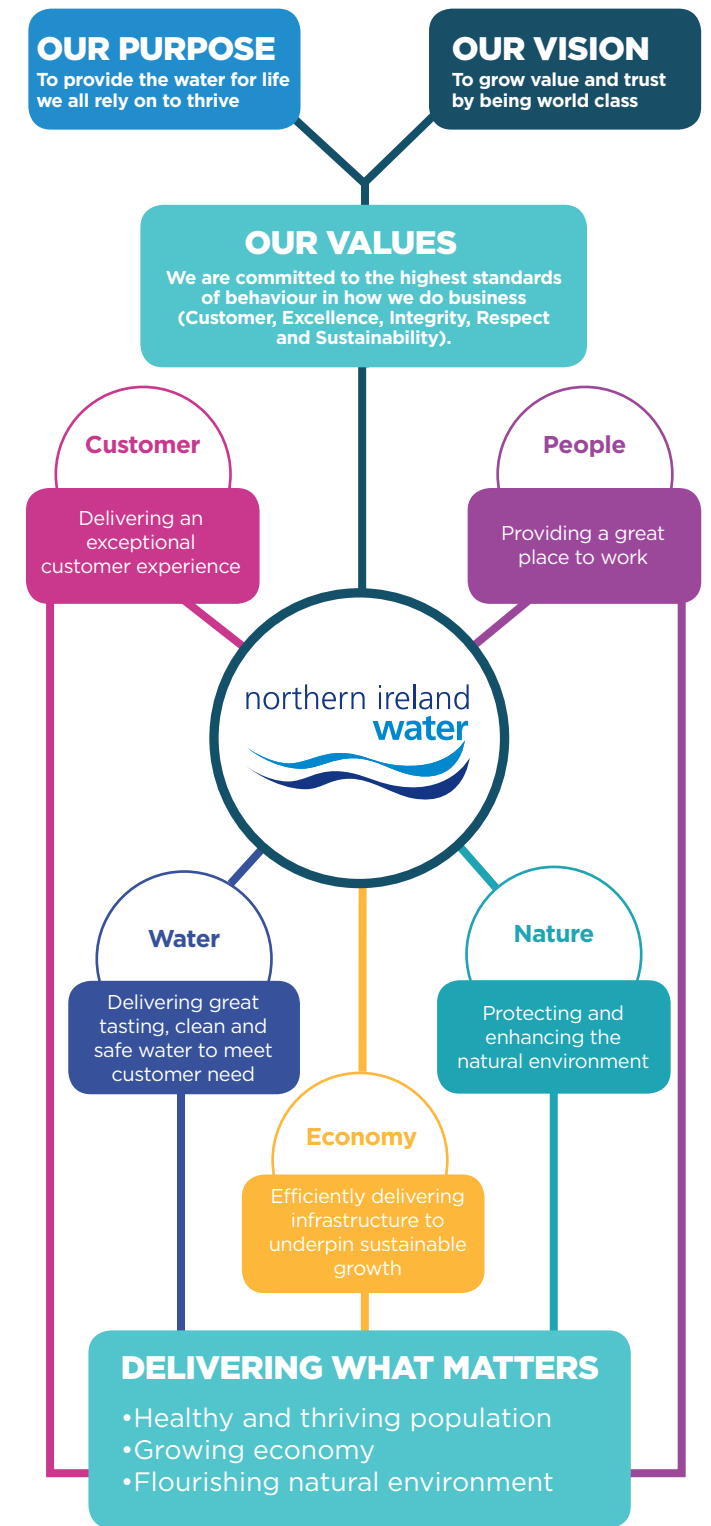 OUR PURPOSE
To provide the water for life
we all rely on to thrive
OUR VISION
To grow value and trust
by being world class
OUR VALUES
We are committed to the highest standards
of behaviour in how we do business
(Customer, Excellence, Integrity, Respect
and Sustainability).
Customer
Delivering an
exceptional
customer experience
People
Providing a great
place to work
northern ireland
water
Water
Delivering great
tasting, clean and
safe water to meet
customer need
Nature
Protecting and
enhancing the
natural environment
Economy
Efficiently delivering
infrastructure to
underpin sustainable
growth
DELIVERING WHAT MATTERS
•Healthy and thriving population
•Growing economy
•Flourishing natural environment